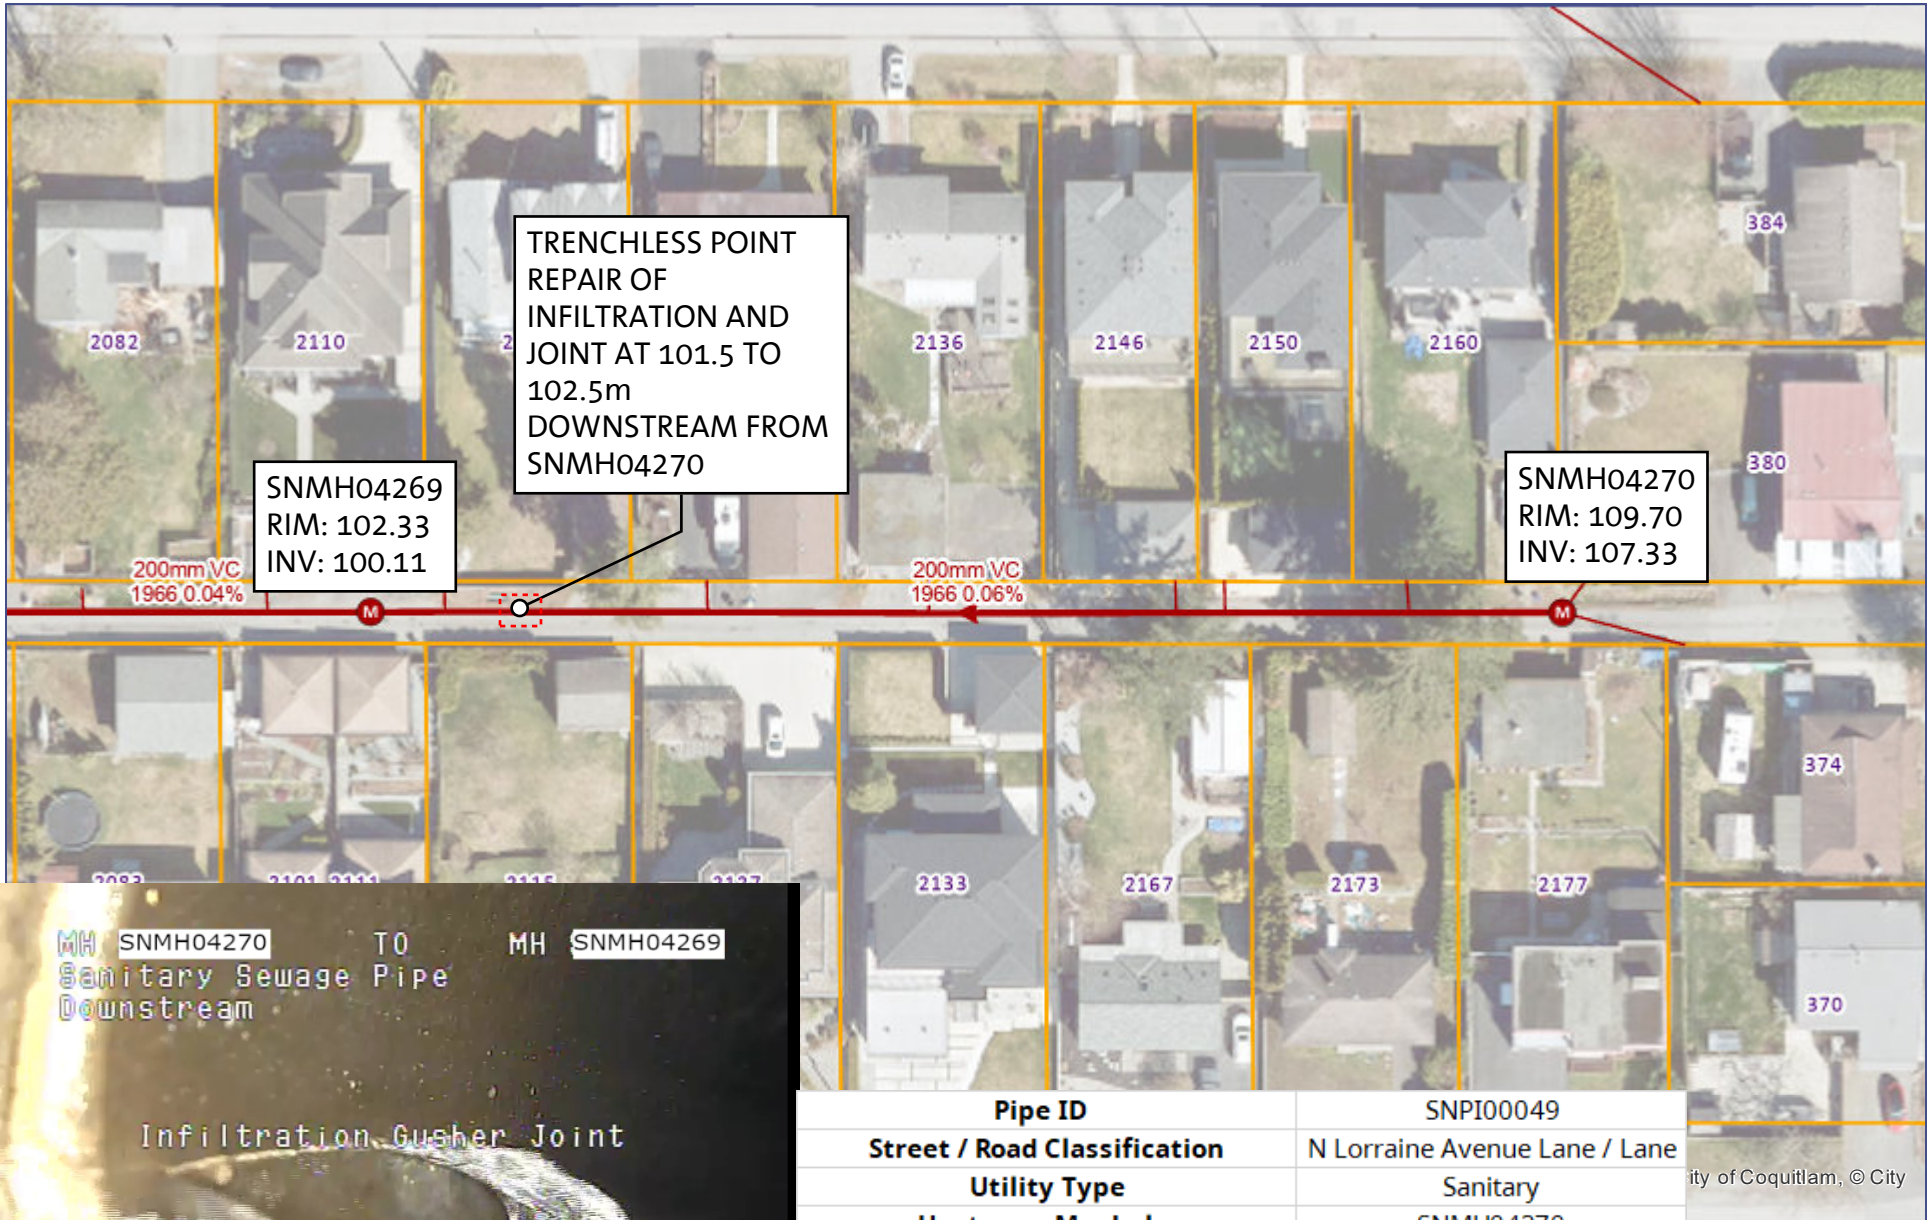 384
TRENCHLESS POINT
REPAIR OF
INFILTRATION AND
JOINT AT 101.5 TO
102.5m
DOWNSTREAM FROM
SNMH04270
2082
2110
2136
2146
2150
2160
380
SNMH04269
RIM: 102.33
INV: 100.11
SNMH04270
RIM: 109.70
INV: 107.33
200mm VC
1966 0.04%
200mm VC
1966 0.06%
M
M
374
2133
2167
2173
2177
370
MH SNMH04270 TO MH SNMH04269
Sanitary Sewage Pipe
Downstream
Infiltration Gusher Joint
Pipe ID SNPI00049
Street / Road Classification N Lorraine Avenue Lane / Lane
Utility Type Sanitary
ity of Coquitlam, © City